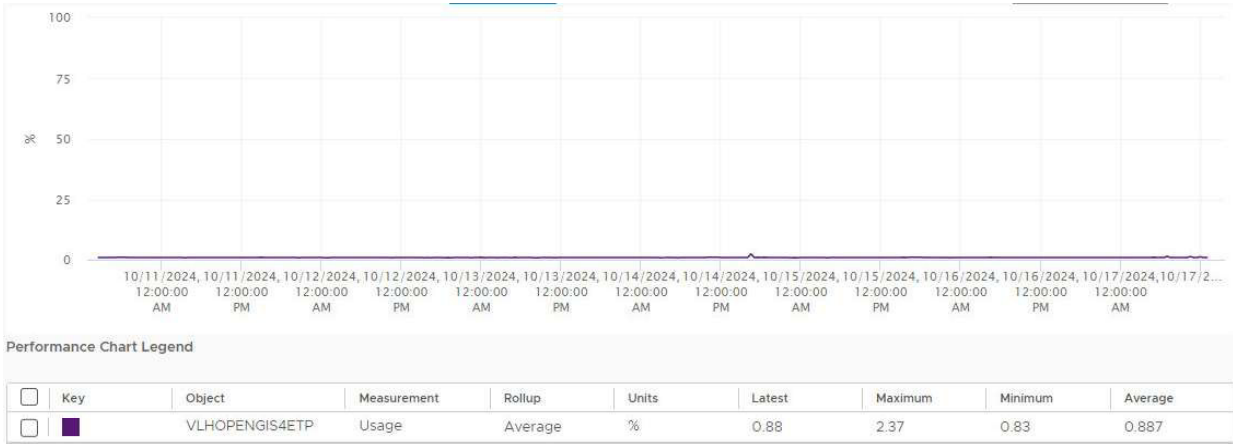 100
75
%
50
25
0
10/11/2024, 10/11/2024, 10/12/2024, 10/12/2024, 10/13/2024, 10/13/2024, 10/14/2024, 10/14/2024, 10/15/2024, 10/15/2024, 10/16/2024, 10/16/2024, 10/17/2024, 10/17/2...
12:00:00 12:00:00 12:00:00 12:00:00 12:00:00 12:00:00 12:00:00 12:00:00 12:00:00 12:00:00 12:00:00 12:00:00 12:00:00
AM PM AM PM AM PM AM PM AM PM AM PM AM
Performance Chart Legend
Key Object Measurement Rollup Units Latest Maximum Minimum Average
VLHOPENGIS4ETP Usage Average % 0.88 2.37 0.83 0.887